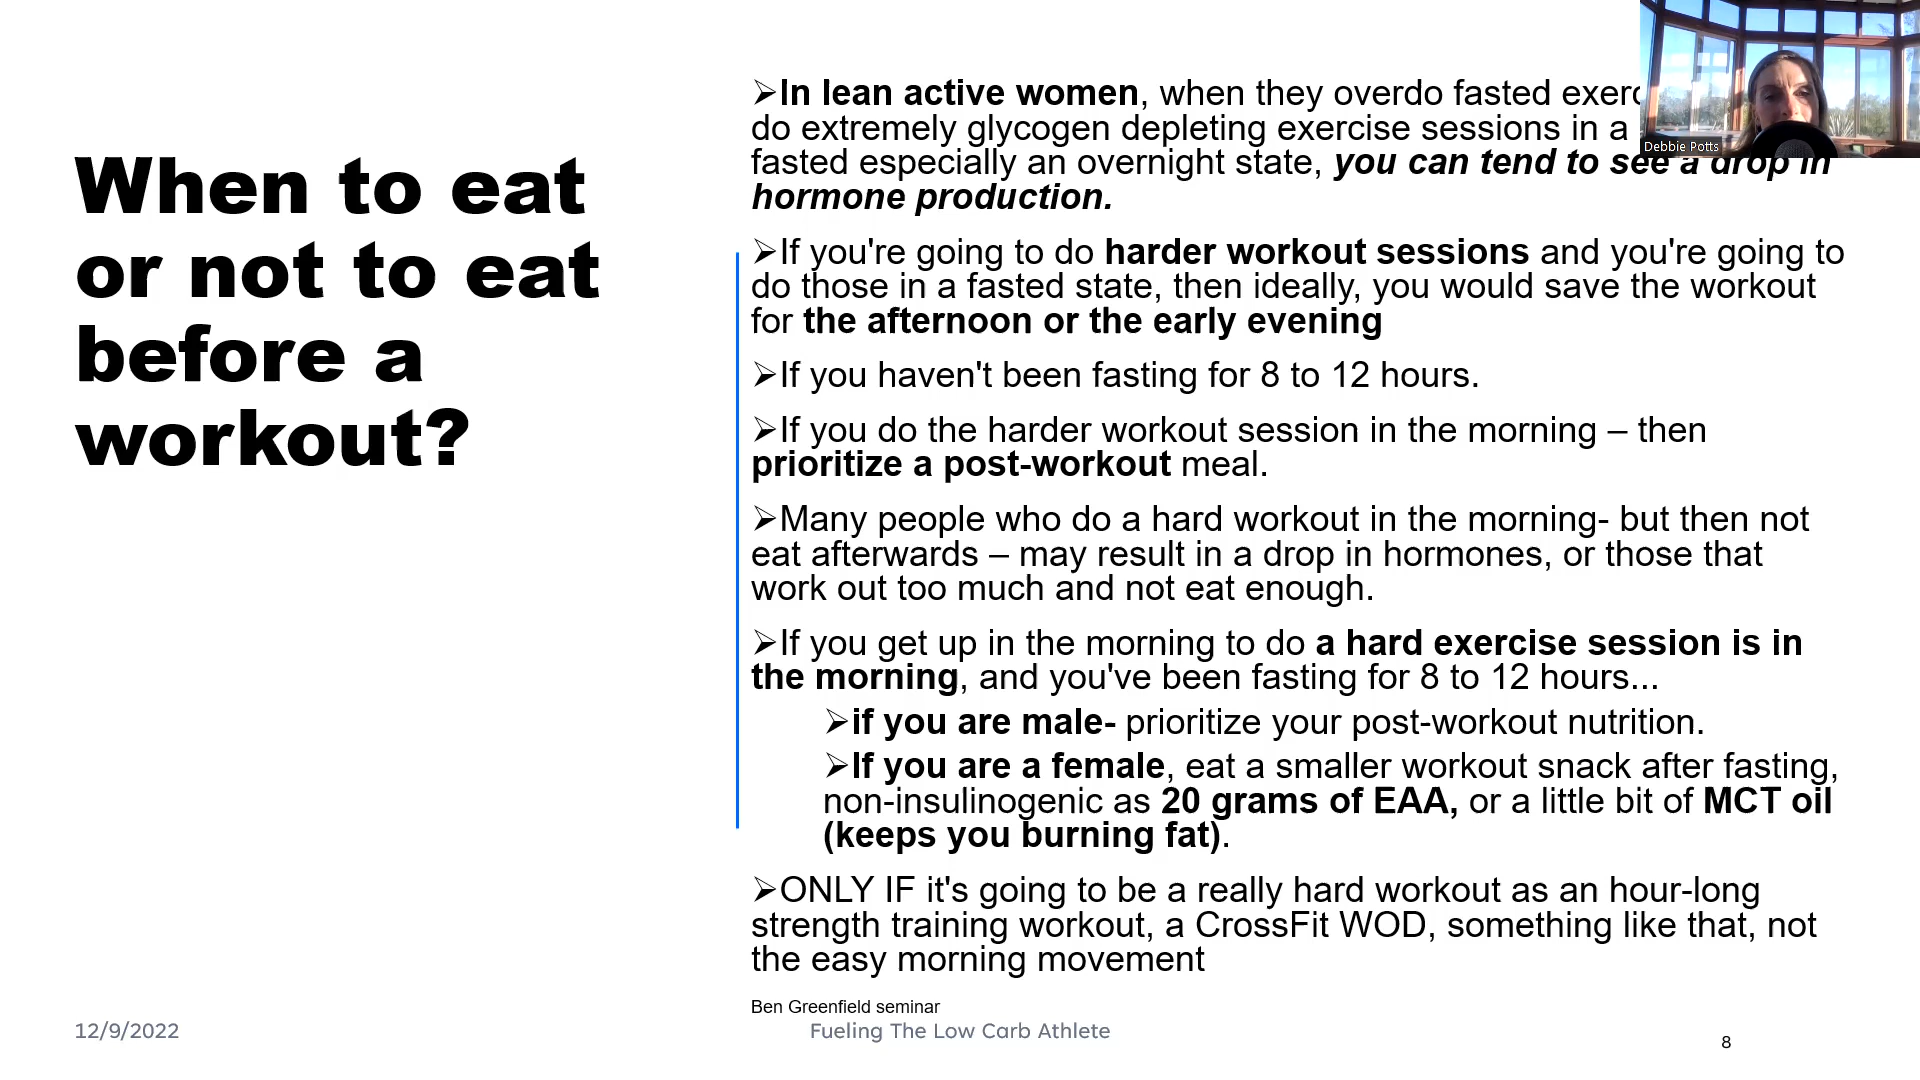 When to eat
or not to eat
before a
workout?
➢In lean active women, when they overdo fasted
do extremely glycogen depleting exercise sessions in a
fasted especially an overnight state, you can tend to see a drop in
hormone production.
➢If you're going to do harder workout sessions and you're going to
do those in a fasted state, then ideally, you would save the workout
for the afternoon or the early evening
➢If you haven't been fasting for 8 to 12 hours.
➢If you do the harder workout session in the morning – then
prioritize a post-workout meal.
➢Many people who do a hard workout in the morning- but then not
eat afterwards – may result in a drop in hormones, or those that
work out too much and not eat enough.
➢If you get up in the morning to do a hard exercise session is in
the morning, and you've been fasting for 8 to 12 hours...
➢if you are male- prioritize your post-workout nutrition.
➢If you are a female, eat a smaller workout snack after fasting,
non-insulinogenic as 20 grams of EAA, or a little bit of MCT oil
(keeps you burning fat).
➢ONLY IF it's going to be a really hard workout as an hour-long
strength training workout, a CrossFit WOD, something like that, not
the easy morning movement
Ben Greenfield seminar
12/9/2022
Fueling The Low Carb Athlete
8
Debbie Potts